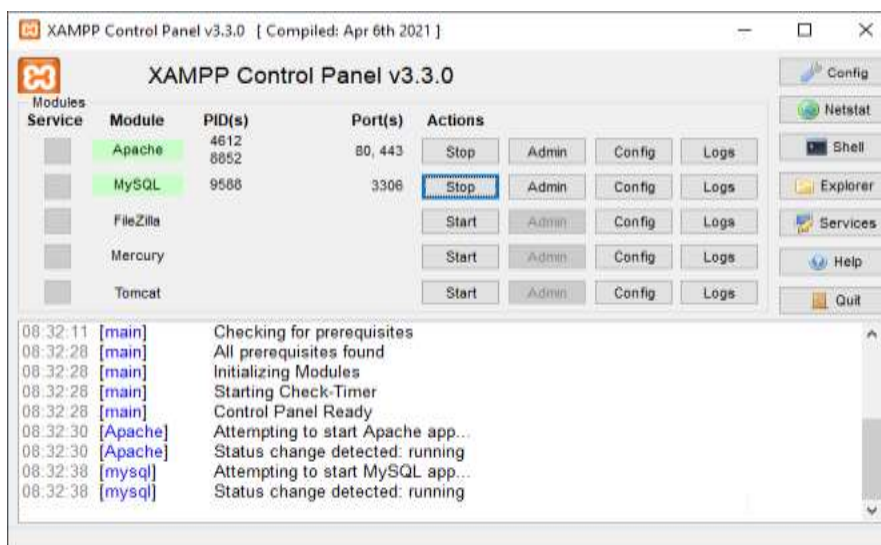 XAMPP Control Panel v3.3.0 [ Compiled: Apr 6th 2021 ]
XAMPP Control Panel v3.3.0
Config
Modules
Netstat
Service Module PID(s) Port(s) Actions
Apache 4612 8852 80, 443 Stop Admin Config Logs
Shell
MySQL 9588 3306 Stop Admin Config Logs
Explorer
FileZilla Start Admin Config Logs
Services
Mercury Start Admin Config Logs
Help
Tomcat Start Admin Config Logs
Quit
08:32:11 [main] Checking for prerequisites
08:32:28 [main] All prerequisites found
08:32:28 [main] Initializing Modules
08:32:28 [main] Starting Check-Timer
08:32:28 [main] Control Panel Ready
08:32:30 [Apache] Attempting to start Apache app...
08:32:30 [Apache] Status change detected: running
08:32:38 [mysql] Attempting to start MySQL app...
08:32:38 [mysql] Status change detected: running